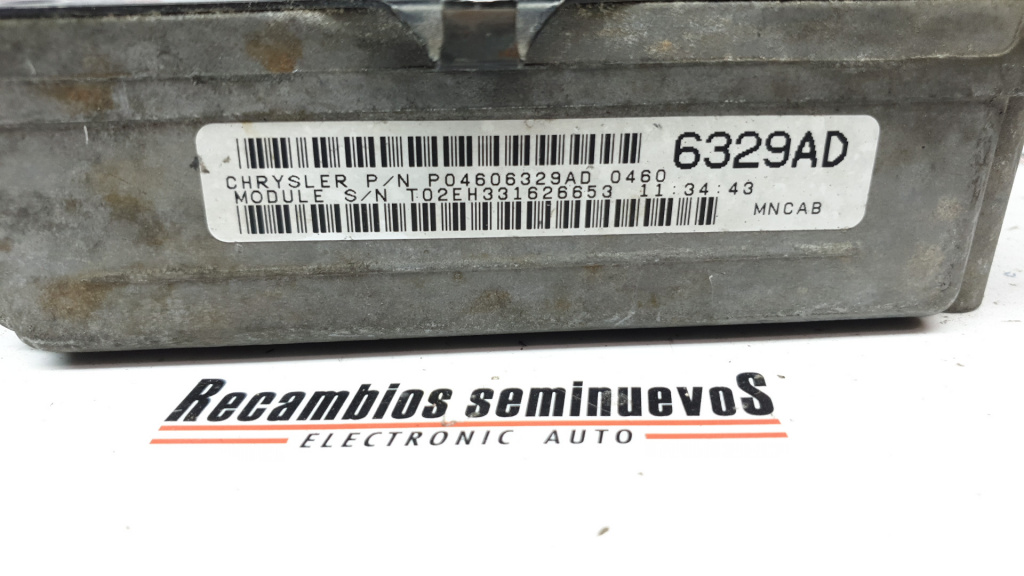 6329AD
CHRYSLER P/N P04606329AD 0460
MODULE S/N T02EH331626653 11:34:43
MNCAB
Recambios seminuevoS
ELECTRONIC AUTO